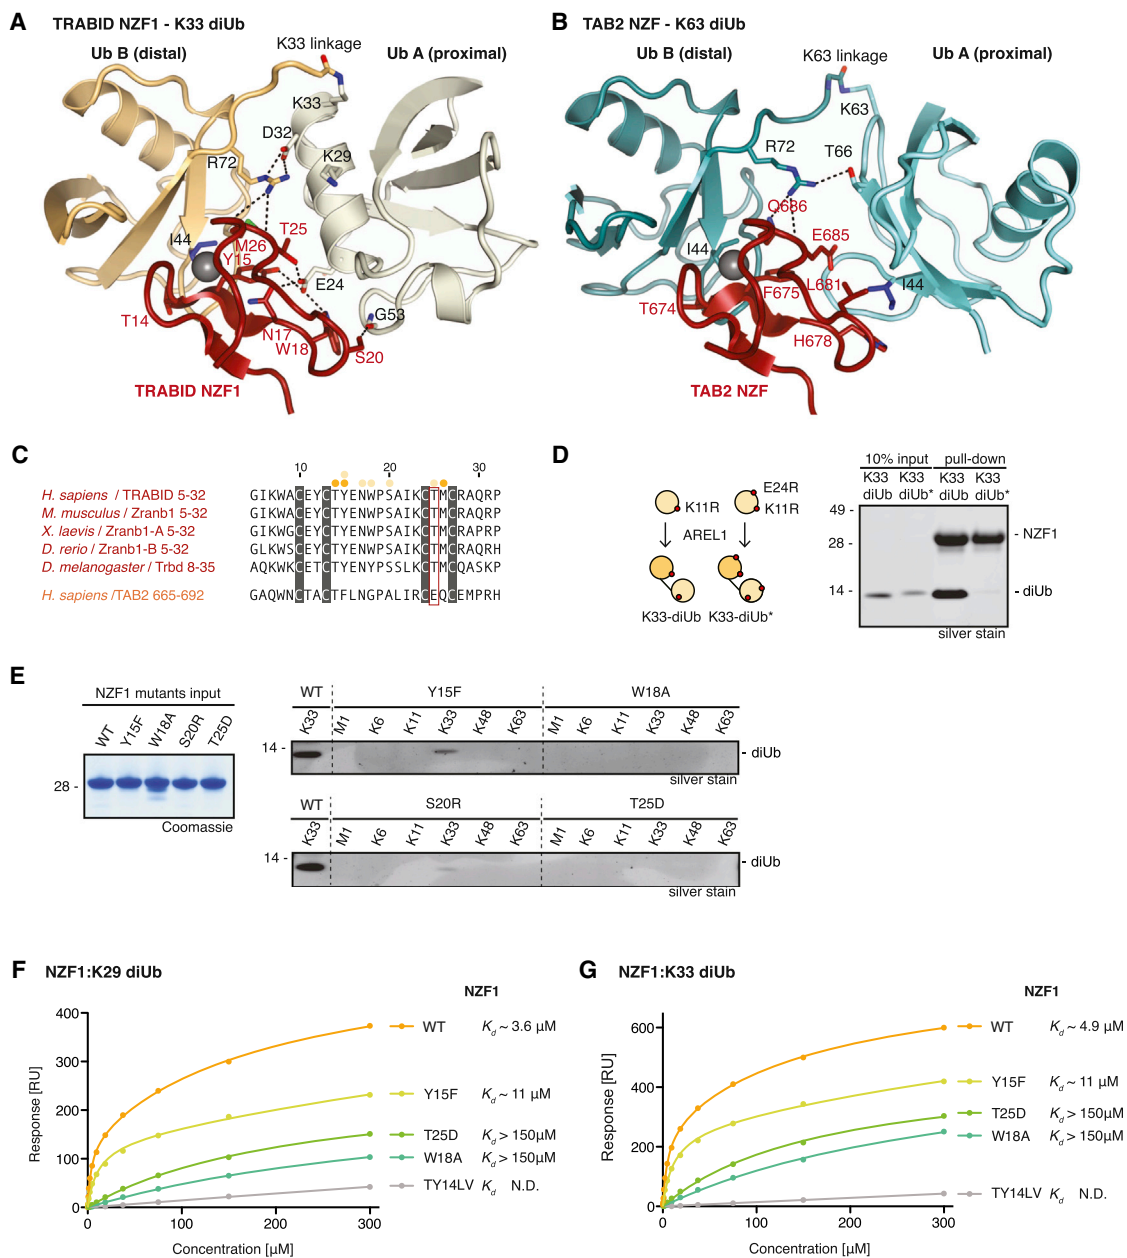 A TRABID NZF1 - K33 diUb
Ub B (distal)
K33 linkage
Ub A (proximal)
K33
D32
R72
K29
T25
M26
I44
Y15
E24
T14
G53
N17
W18
S20
TRABID NZF1
B TAB2 NZF - K63 diUb
Ub B (distal)
K63 linkage
Ub A (proximal)
K63
R72
T66
Q686
I44
E685
L681
I44
F675
T674
H678
TAB2 NZF
C
10 20 30
H. sapiens / TRABID 5-32 GIKWACEYCTYENWPSAIKCTMCRAQRP
M. musculus / Zranb1 5-32 GIKWACEYCTYENWPSAIKCTMCRAQRP
X. laevis / Zranb1-A 5-32 GIKWGCEYCTYENWPSAIKCTMCRAPRP
D. rerio / Zranb1-B 5-32 GLKWSCEYCTYENWPSAIKCTMCRAQRH
D. melanogaster / Trbd 8-35 AQKWKCETCTYENYPSSLKCTMCQASKP
H. sapiens /TAB2 665-692 GAQWNCTACTFLNGPALIRCEQCEMPRH
D
K11R
E24R
K11R
AREL1
K33-diUb K33-diUb*
10% input pull-down
K33 K33 K33 K33
diUb diUb* diUb diUb*
49 -
28 -
14 -
- NZF1
- diUb
silver stain
E
NZF1 mutants input
WT Y15F W18A S20R T25D
28 -
Coomassie
WT Y15F W18A
K33 M1 K6 K11 K33 K48 K63 M1 K6 K11 K33 K48 K63
14 -
- diUb
silver stain
WT S20R T25D
K33 M1 K6 K11 K33 K48 K63 M1 K6 K11 K33 K48 K63
14 -
- diUb
silver stain
F NZF1:K29 diUb
NZF1
Response [RU]
400
300
200
100
0
0 100 200 300
Concentration [µM]
WT Kd ~ 3.6 µM
Y15F Kd ~ 11 µM
T25D Kd > 150µM
W18A Kd > 150µM
TY14LV Kd N.D.
G NZF1:K33 diUb
NZF1
Response [RU]
600
400
200
0
0 100 200 300
Concentration [µM]
WT Kd ~ 4.9 µM
Y15F Kd ~ 11 µM
T25D Kd > 150µM
W18A Kd > 150µM
TY14LV Kd N.D.